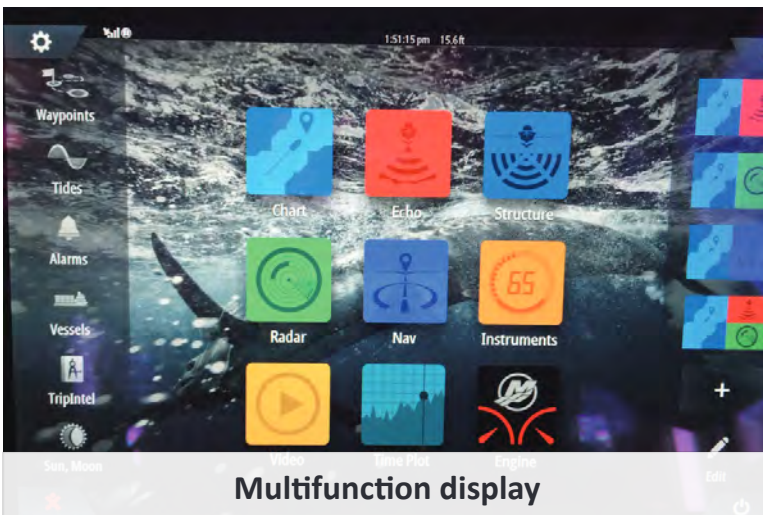 1:51:15 pm 15.6ft
Waypoints
Tides
Alarms
Vessels
TripIntel
Sun, Moon
Chart Echo Structure
Radar Nav Instruments
65
Video Time Plot Engine
Edit
Multifunction display